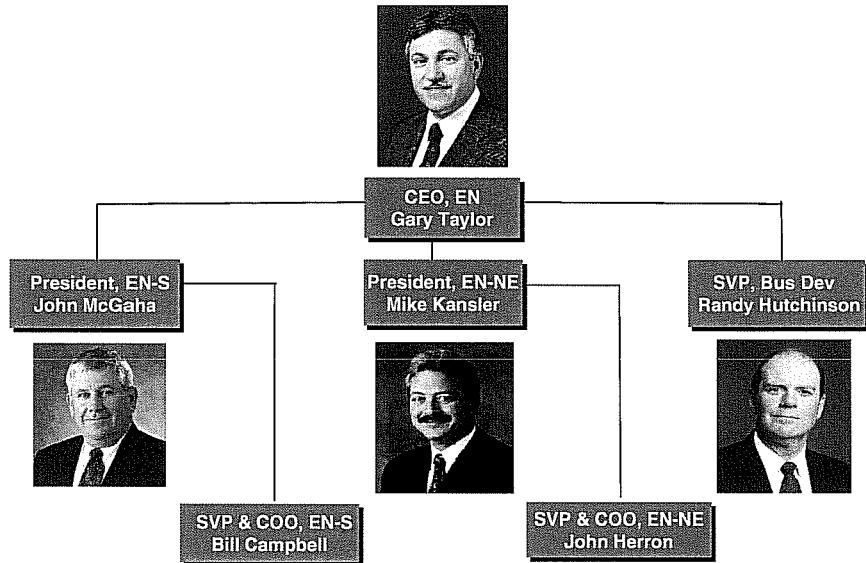 CEO, EN
Gary Taylor
President, EN-S
John McGaha
President, EN-NE
Mike Kansler
SVP, Bus Dev
Randy Hutchinson
SVP & COO, EN-S
Bill Campbell
SVP & COO, EN-NE
John Herron